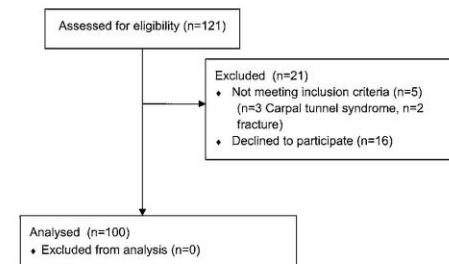 Assessed for eligibility (n=121)
Excluded (n=21)
♦ Not meeting inclusion criteria (n=5)
(n=3 Carpal tunnel syndrome, n=2
fracture)
♦ Declined to participate (n=16)
Analysed (n=100)
♦ Excluded from analysis (n=0)